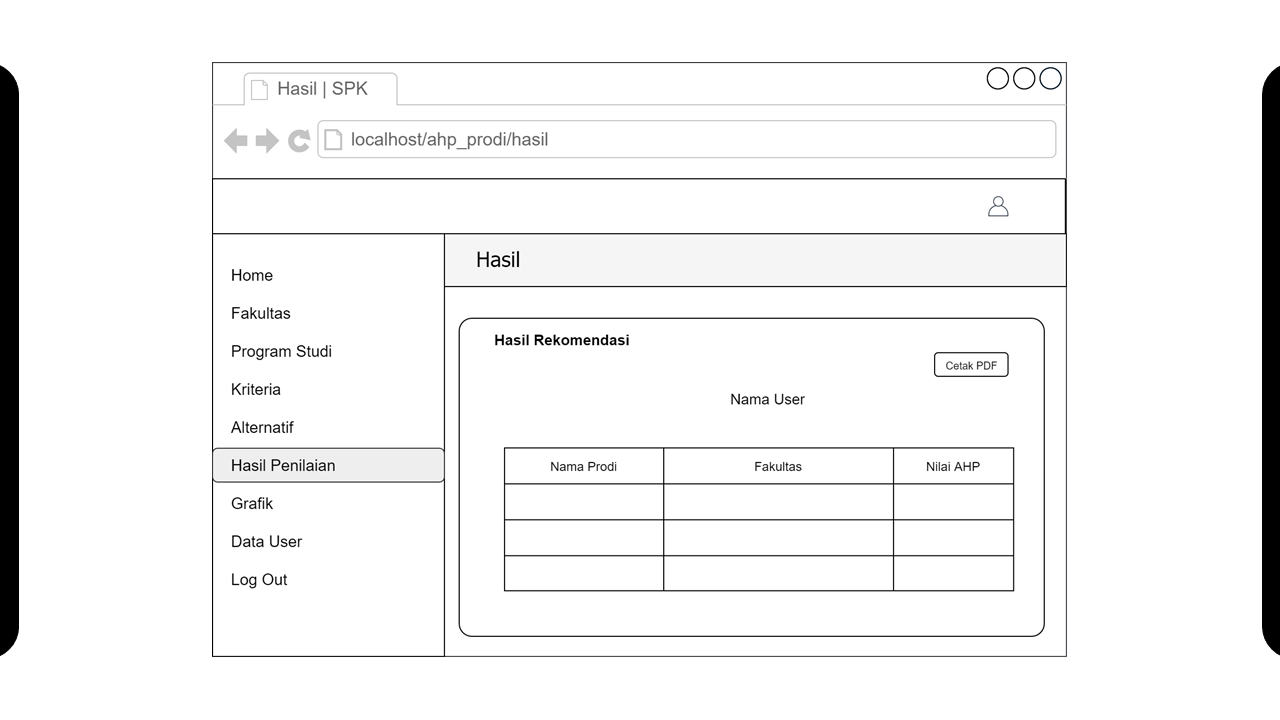 Hasil | SPK
localhost/ahp_prodi/hasil
Home
Fakultas
Program Studi
Kriteria
Alternatif
Hasil Penilaian
Grafik
Data User
Log Out
Hasil
Hasil Rekomendasi
Cetak PDF
Nama User
Nama Prodi Fakultas Nilai AHP